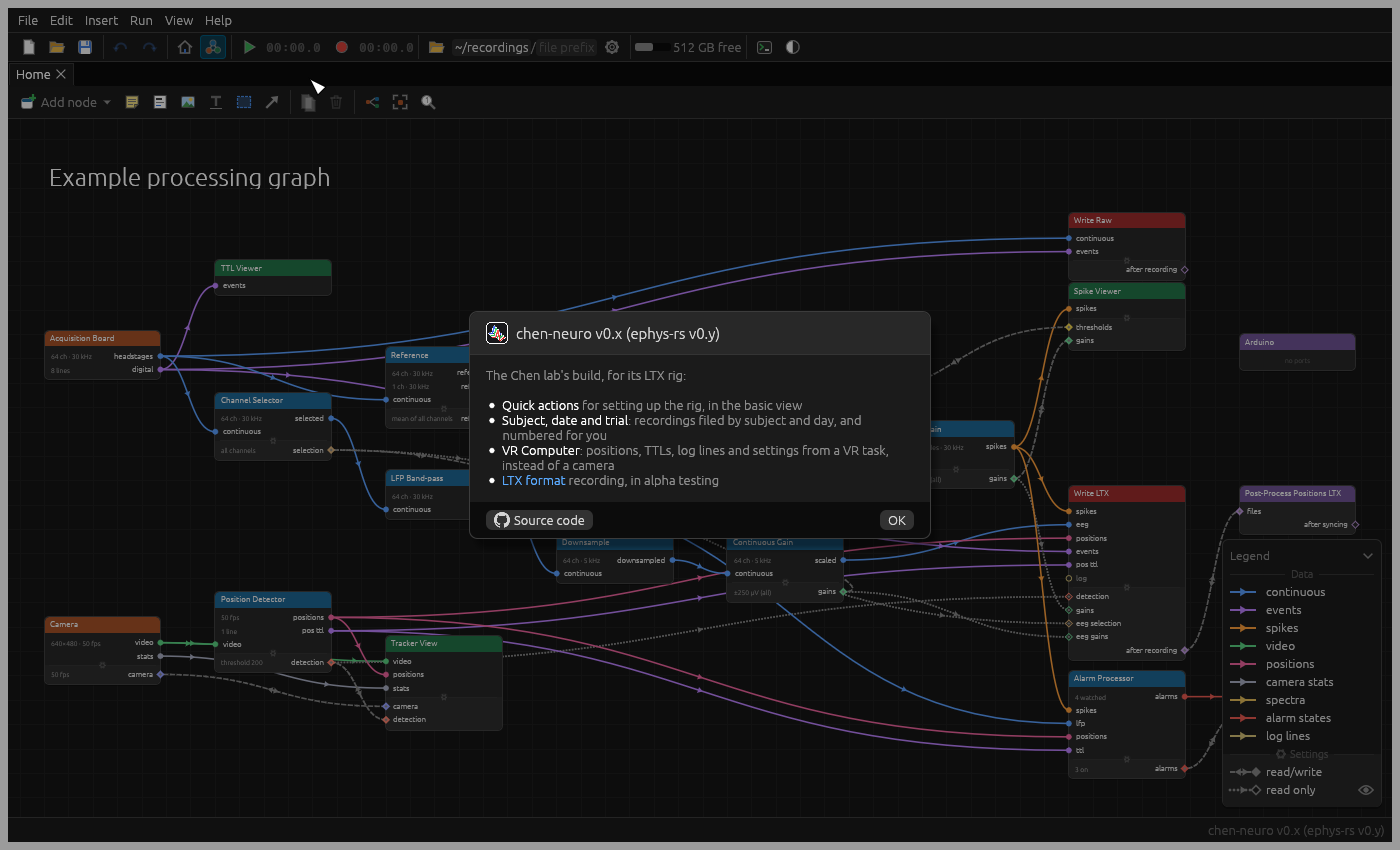 File Edit Insert Run View Help
00:00.0 00:00.0 ~/recordings/ file prefix 512 GB free
Home
Add node
Example processing graph
Write Raw
continuous
events
after recording
TTL Viewer
events
Spike Viewer
spikes
thresholds
gains
Acquisition Board
64 ch · 30 kHz headstages
8 lines digital
Arduino
no ports
Reference
64 ch · 30 kHz
1 ch · 30 kHz
continuous
mean of all channels
Channel Selector
64 ch · 30 kHz selected
continuous
all channels selection
chen-neuro v0.x (ephys-rs v0.y)
The Chen lab's build, for its LTX rig:
Quick actions for setting up the rig, in the basic view
Subject, date and trial: recordings filed by subject and day, and
numbered for you
VR Computer: positions, TTLs, log lines and settings from a VR task,
instead of a camera
LTX format recording, in alpha testing
Source code OK
spikes
gains
LFP Band-pass
64 ch · 30 kHz
continuous
Write LTX
spikes
eeg
positions
events
pos ttl
log
detection
gains
eeg selection
eeg gains
after recording
Post-Process Positions LTX
files
after syncing
Downsample
64 ch · 5 kHz downsampled
continuous
Continuous Gain
64 ch · 5 kHz scaled
continuous
±250 µV (all) gains
Position Detector
50 fps positions
1 line pos ttl
video
threshold 200 detection
Camera
640×480 · 50 fps video
stats
50 fps camera
Tracker View
video
positions
stats
camera
detection
Alarm Processor
4 watched alarms
spikes
lfp
positions
ttl
3 on alarms
Legend
Data
continuous
events
spikes
video
positions
camera stats
spectra
alarm states
log lines
Settings
read/write
read only
chen-neuro v0.x (ephys-rs v0.y)